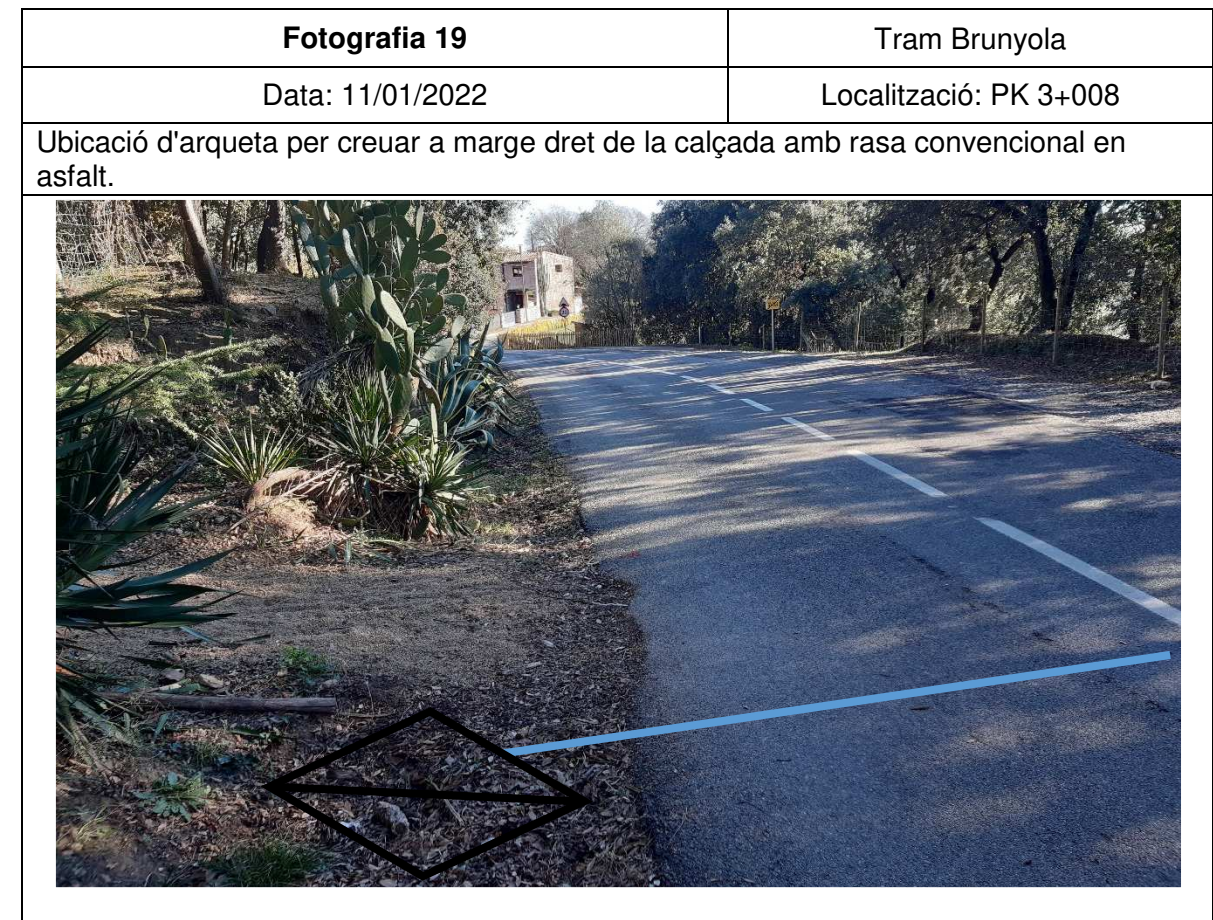 Fotografia 19
Tram Brunyola
Data: 11/01/2022
Localització: PK 3+008
Ubicació d'arqueta per creuar a marge dret de la calçada amb rasa convencional en
asfalt.